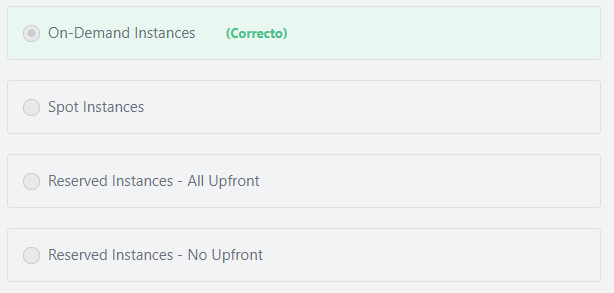 On-Demand Instances (Correcto)
Spot Instances
Reserved Instances - All Upfront
Reserved Instances - No Upfront